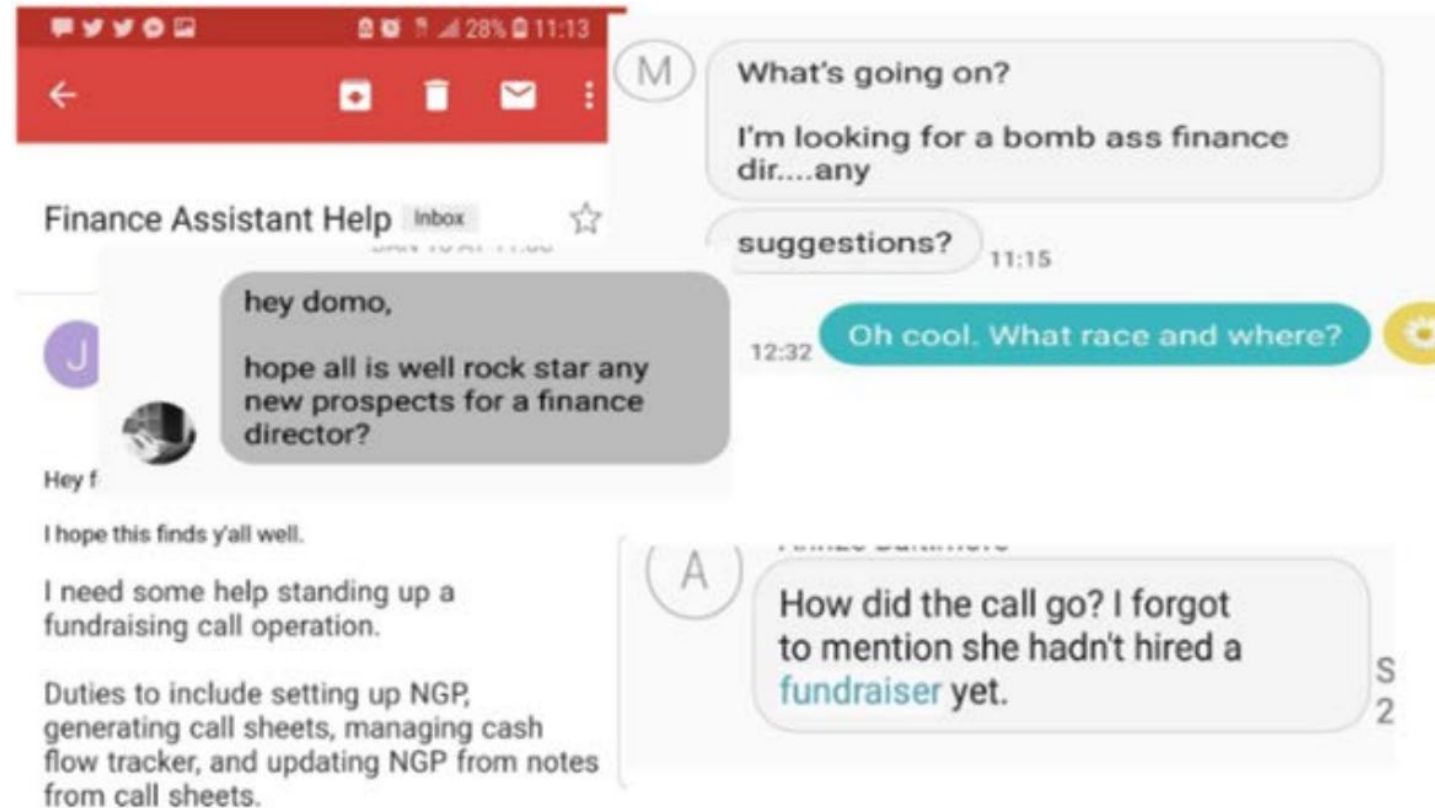 28% 11:13
Finance Assistant Help Inbox
J
hey domo,
hope all is well rock star any
new prospects for a finance
director?
Hey f
I hope this finds y'all well.
I need some help standing up a
fundraising call operation.
Duties to include setting up NGP,
generating call sheets, managing cash
flow tracker, and updating NGP from notes
from call sheets.
M
What's going on?
I'm looking for a bomb ass finance
dir....any
suggestions?
11:15
12:32
Oh cool. What race and where?
A
How did the call go? I forgot
to mention she hadn't hired a
fundraiser yet.
S
2